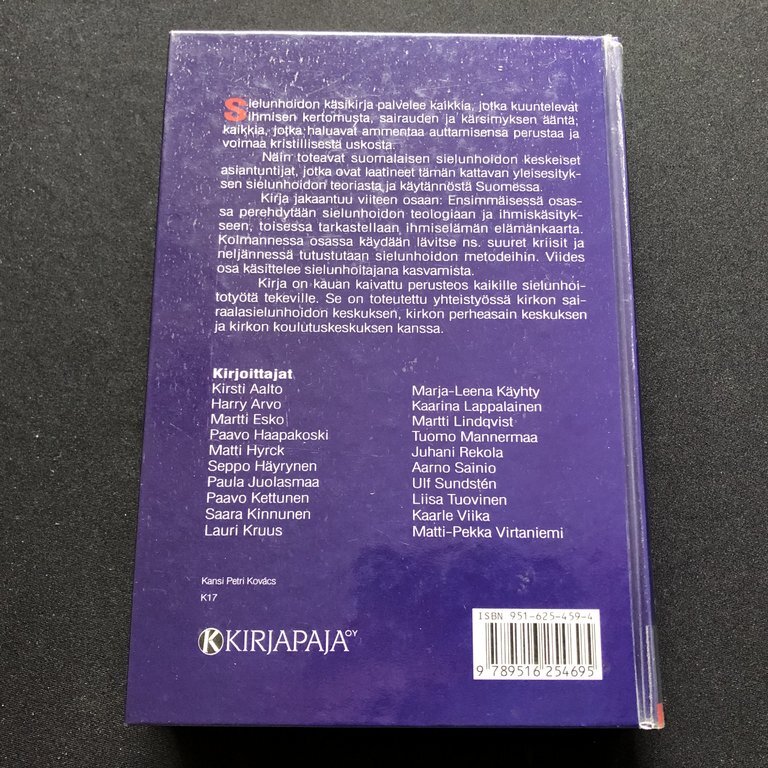 Sielunhoidon käsikirja palvelee kaikkia, jotka kuuntelevat
ihmisen kertomusta, sairauden ja kärsimyksen ääntä;
kaikkia, jotka haluavat ammentaa auttamisensa perustaa ja
voimaa kristillisestä uskosta.
Näin toteavat suomalaisen sielunhoidon keskeiset
asiantuntijat, jotka ovat laatineet tämän kattavan yleisesityk-
sen sielunhoidon teoriasta ja käytännöstä Suomessa.
Kirja jakaantuu viiteen osaan: Ensimmäisessä osas-
sa perehdytään sielunhoidon teologiaan ja ihmiskäsityk-
seen, toisessa tarkastellaan ihmiselämän elämänkaarta.
Kolmannessa osassa käydään lävitse ns. suuret kriisit ja
neljännessä tutustutaan sielunhoidon metodeihin. Viides
osa käsittelee sielunhoitajana kasvamista.
Kirja on kauan kaivattu perusteos kaikille sielunhoi-
totyötä tekeville. Se on toteutettu yhteistyössä kirkon sai-
raalasielunhoidon keskuksen, kirkon perheasiain keskuksen
ja kirkon koulutuskeskuksen kanssa.
Kirjoittajat
Kirsti Aalto
Harry Arvo
Martti Esko
Paavo Haapakoski
Matti Hyrck
Seppo Häyrynen
Paula Juolasmaa
Paavo Kettunen
Saara Kinnunen
Lauri Kruus
Marja-Leena Käyhty
Kaarina Lappalainen
Martti Lindqvist
Tuomo Mannermaa
Juhani Rekola
Aarno Sainio
Ulf Sundstén
Liisa Tuovinen
Kaarle Viika
Matti-Pekka Virtaniemi
Kansi Petri Kovács
K17
K KIRJAPAJA OY
ISBN 951-625-459-4
9 789516 254695